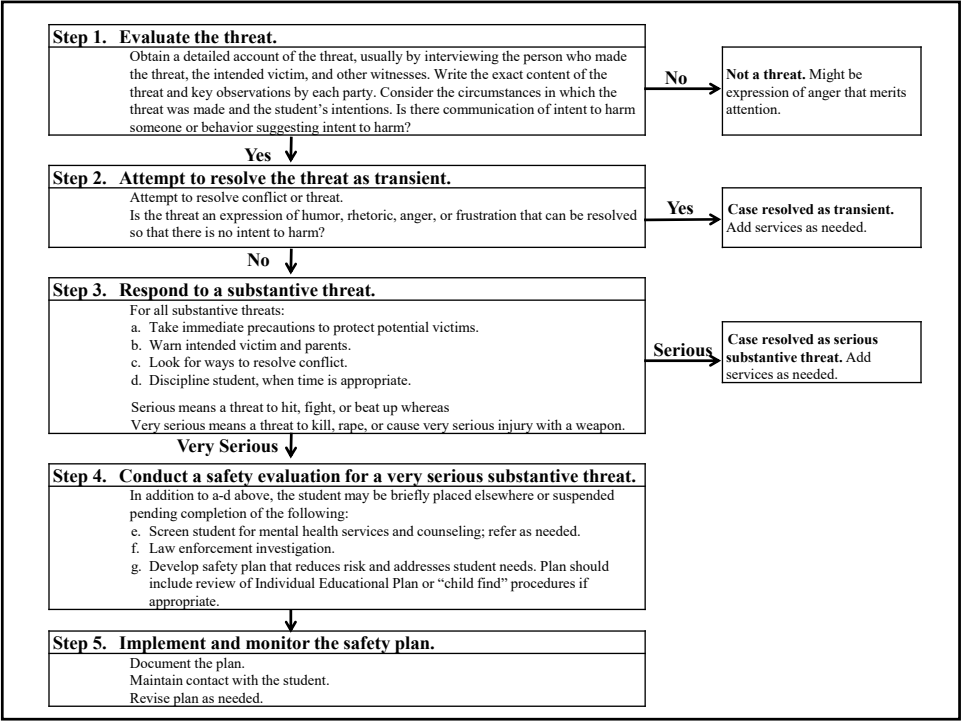 Step 1. Evaluate the threat.
Obtain a detailed account of the threat, usually by interviewing the person who made
the threat, the intended victim, and other witnesses. Write the exact content of the
threat and key observations by each party. Consider the circumstances in which the
threat was made and the student's intentions. Is there communication of intent to harm
someone or behavior suggesting intent to harm?
No
Not a threat. Might be
expression of anger that merits
attention.
Yes
Step 2. Attempt to resolve the threat as transient.
Attempt to resolve conflict or threat.
Is the threat an expression of humor, rhetoric, anger, or frustration that can be resolved
so that there is no intent to harm?
Yes
Case resolved as transient.
Add services as needed.
No
Step 3. Respond to a substantive threat.
For all substantive threats:
a. Take immediate precautions to protect potential victims.
b. Warn intended victim and parents.
c. Look for ways to resolve conflict.
d. Discipline student, when time is appropriate.
Serious means a threat to hit, fight, or beat up whereas
Very serious means a threat to kill, rape, or cause very serious injury with a weapon.
Serious
Case resolved as serious
substantive threat. Add
services as needed.
Very Serious
Step 4. Conduct a safety evaluation for a very serious substantive threat.
In addition to a-d above, the student may be briefly placed elsewhere or suspended
pending completion of the following:
e. Screen student for mental health services and counseling; refer as needed.
f. Law enforcement investigation.
g. Develop safety plan that reduces risk and addresses student needs. Plan should
include review of Individual Educational Plan or “child find” procedures if
appropriate.
Step 5. Implement and monitor the safety plan.
Document the plan.
Maintain contact with the student.
Revise plan as needed.